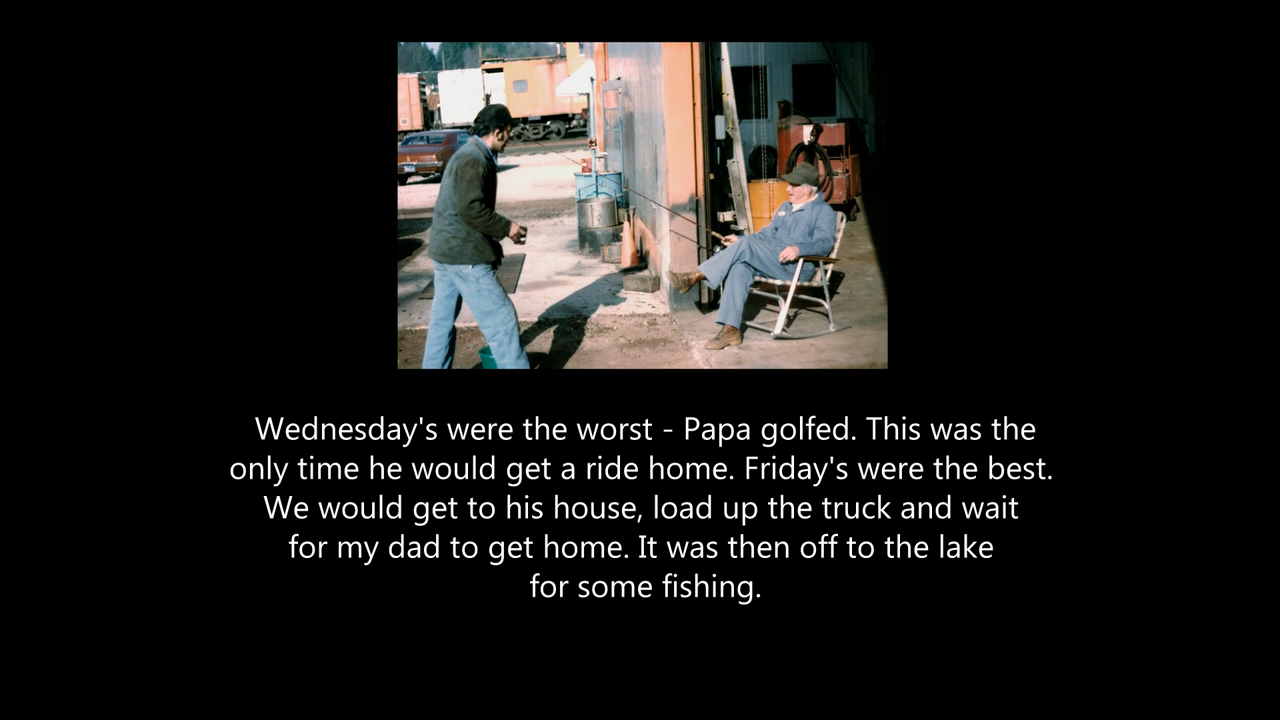 Wednesday's were the worst - Papa golfed. This was the
only time he would get a ride home. Friday's were the best.
We would get to his house, load up the truck and wait
for my dad to get home. It was then off to the lake
for some fishing.